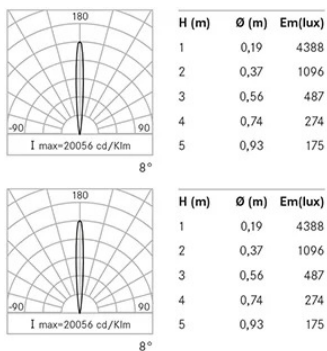 180
-90 90
I max=20056 cd/Klm
8°
H (m) Ø (m) Em(lux)
1 0,19 4388
2 0,37 1096
3 0,56 487
4 0,74 274
5 0,93 175
180
-90 90
I max=20056 cd/Klm
8°
H (m) Ø (m) Em(lux)
1 0,19 4388
2 0,37 1096
3 0,56 487
4 0,74 274
5 0,93 175